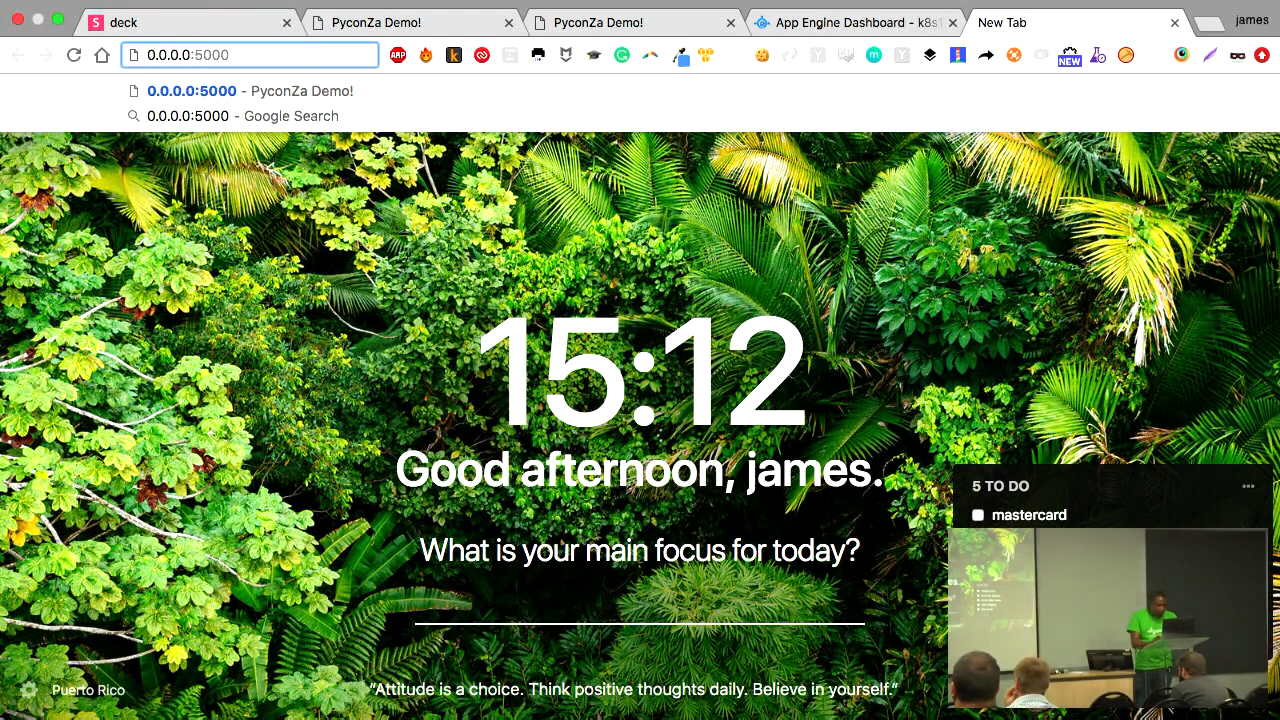 deck
PyconZa Demo!
PyconZa Demo!
App Engine Dashboard - k8s1
New Tab
james
0.0.0.0:5000
ABP
NEW
0.0.0.0:5000 - PyconZa Demo!
0.0.0.0:5000 - Google Search
15:12
Good afternoon, james.
What is your main focus for today?
5 TO DO
mastercard
Puerto Rico
“Attitude is a choice. Think positive thoughts daily. Believe in yourself.”